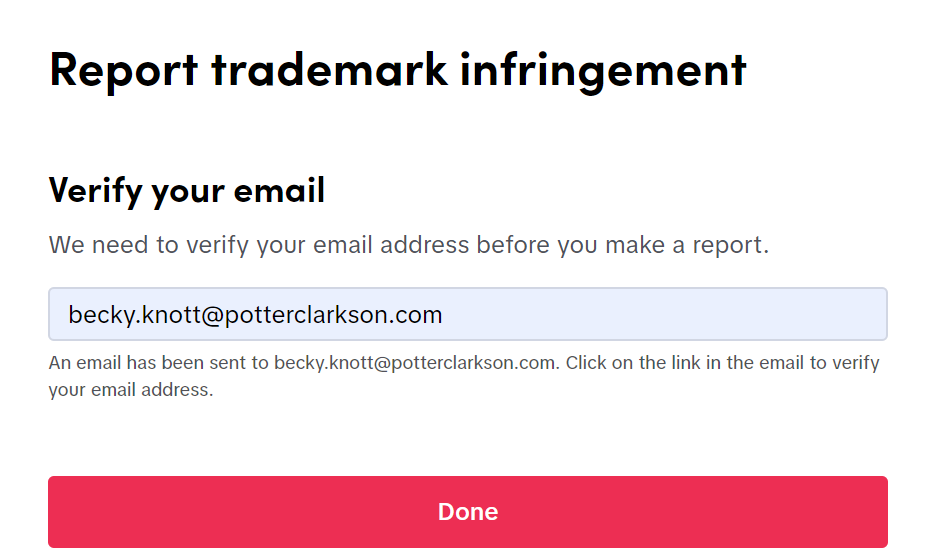 Report trademark infringement
Verify your email
We need to verify your email address before you make a report.
becky.knott@potterclarkson.com
An email has been sent to becky.knott@potterclarkson.com. Click on the link in the email to verify
your email address.
Done